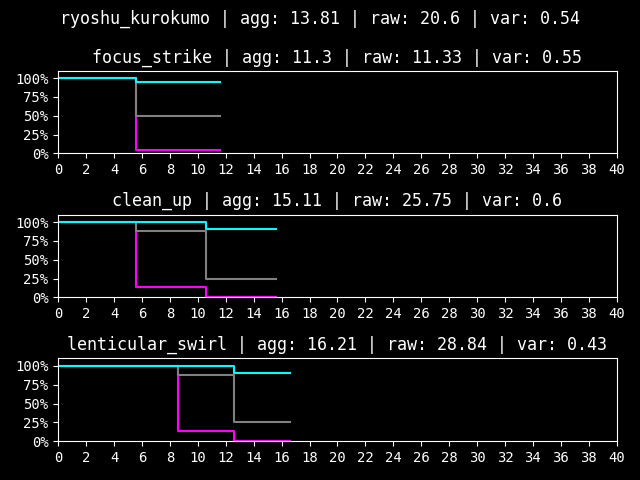 ryoshu_kurokumo | agg: 13.81 | raw: 20.6 | var: 0.54
focus_strike | agg: 11.3 | raw: 11.33 | var: 0.55
100%
75%
50%
25%
0%
0 2 4 6 8 10 12 14 16 18 20 22 24 26 28 30 32 34 36 38 40
clean_up | agg: 15.11 | raw: 25.75 | var: 0.6
100%
75%
50%
25%
0%
0 2 4 6 8 10 12 14 16 18 20 22 24 26 28 30 32 34 36 38 40
lenticular_swirl | agg: 16.21 | raw: 28.84 | var: 0.43
100%
75%
50%
25%
0%
0 2 4 6 8 10 12 14 16 18 20 22 24 26 28 30 32 34 36 38 40